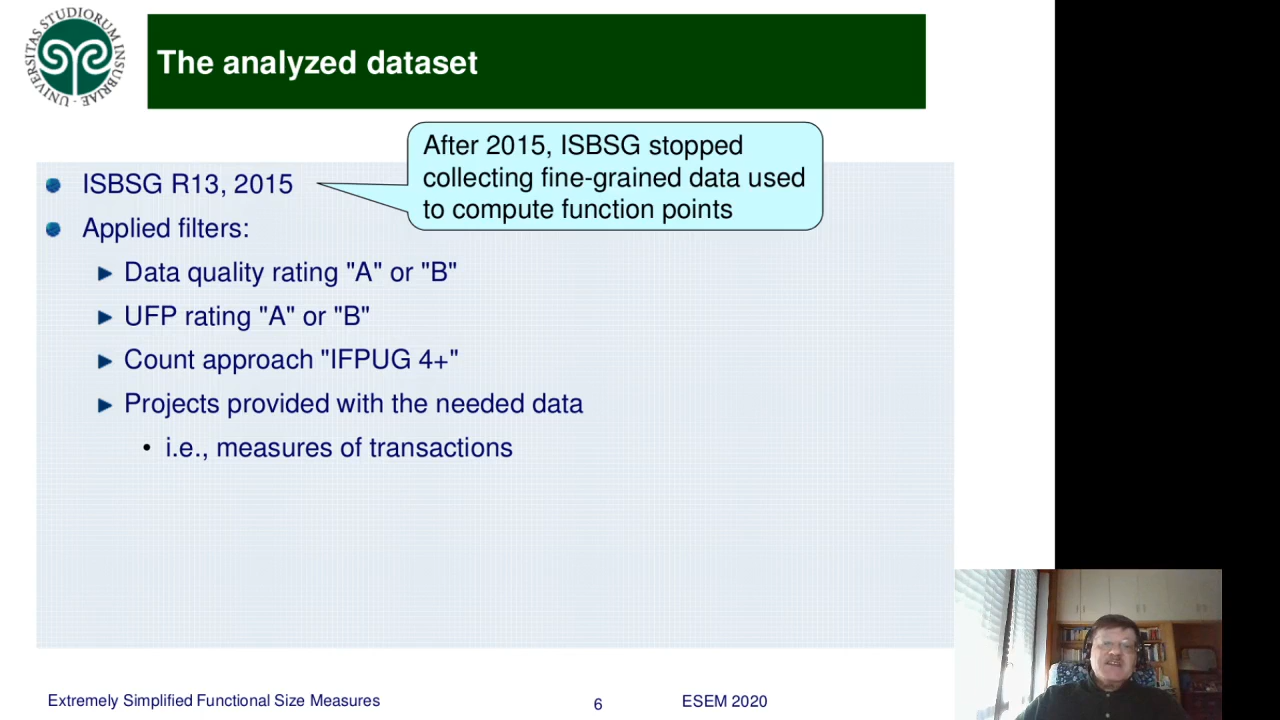 UNIVERSITAS STUDIORUM INSUBRIAE
The analyzed dataset
After 2015, ISBSG stopped
collecting fine-grained data used
to compute function points
ISBSG R13, 2015
Applied filters:
Data quality rating "A" or "B"
UFP rating "A" or "B"
Count approach "IFPUG 4+"
Projects provided with the needed data
i.e., measures of transactions
Extremely Simplified Functional Size Measures
6
ESEM 2020